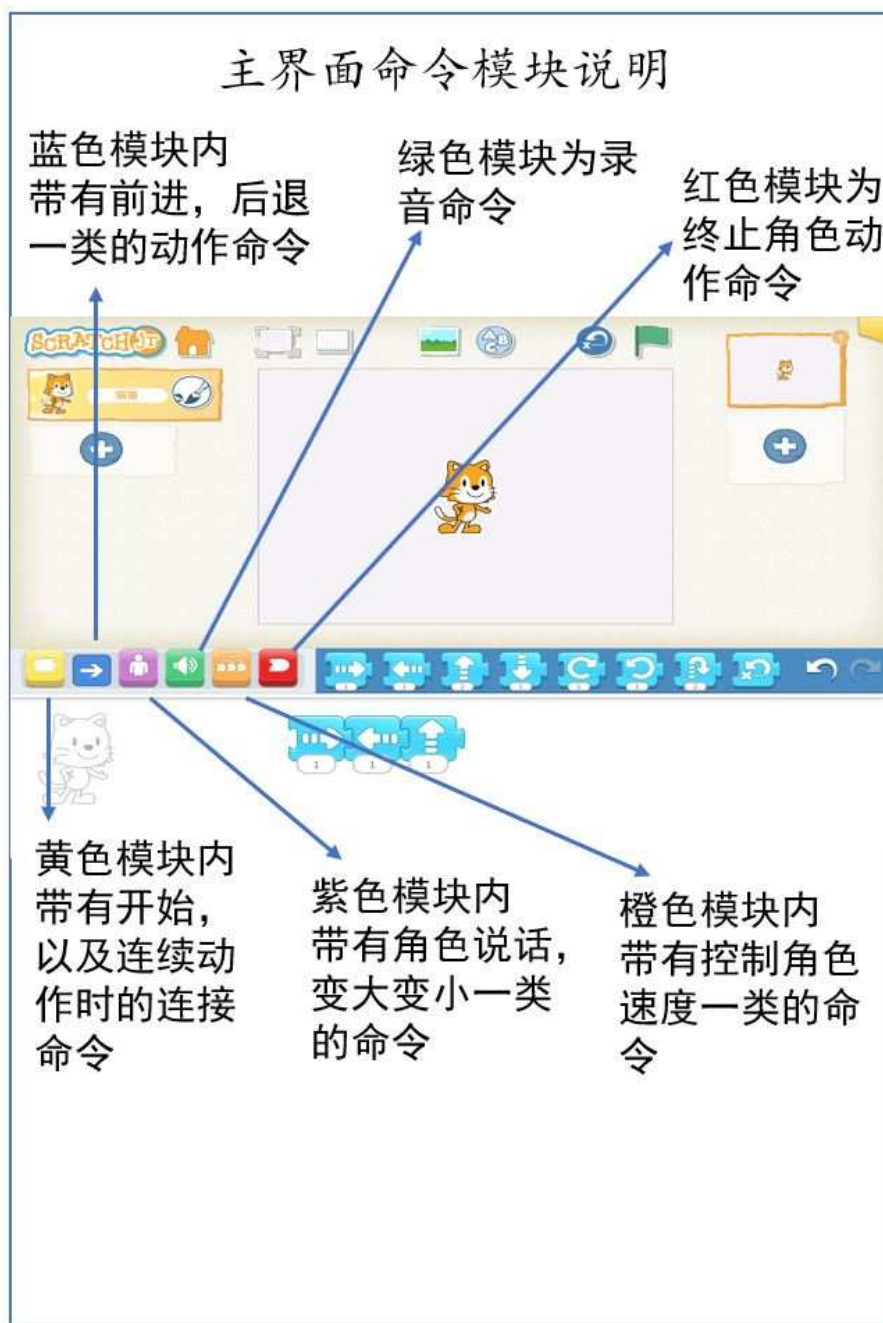 主界面命令模块说明
蓝色模块内
带有前进，后退
一类的动作命令
绿色模块为录
音命令
红色模块为
终止角色动
作命令
SCRATCHJR
1 1 1
黄色模块内
带有开始，
以及连续动
作时的连接
命令
紫色模块内
带有角色说话，
变大变小一类
的命令
橙色模块内
带有控制角色
速度一类的命
令